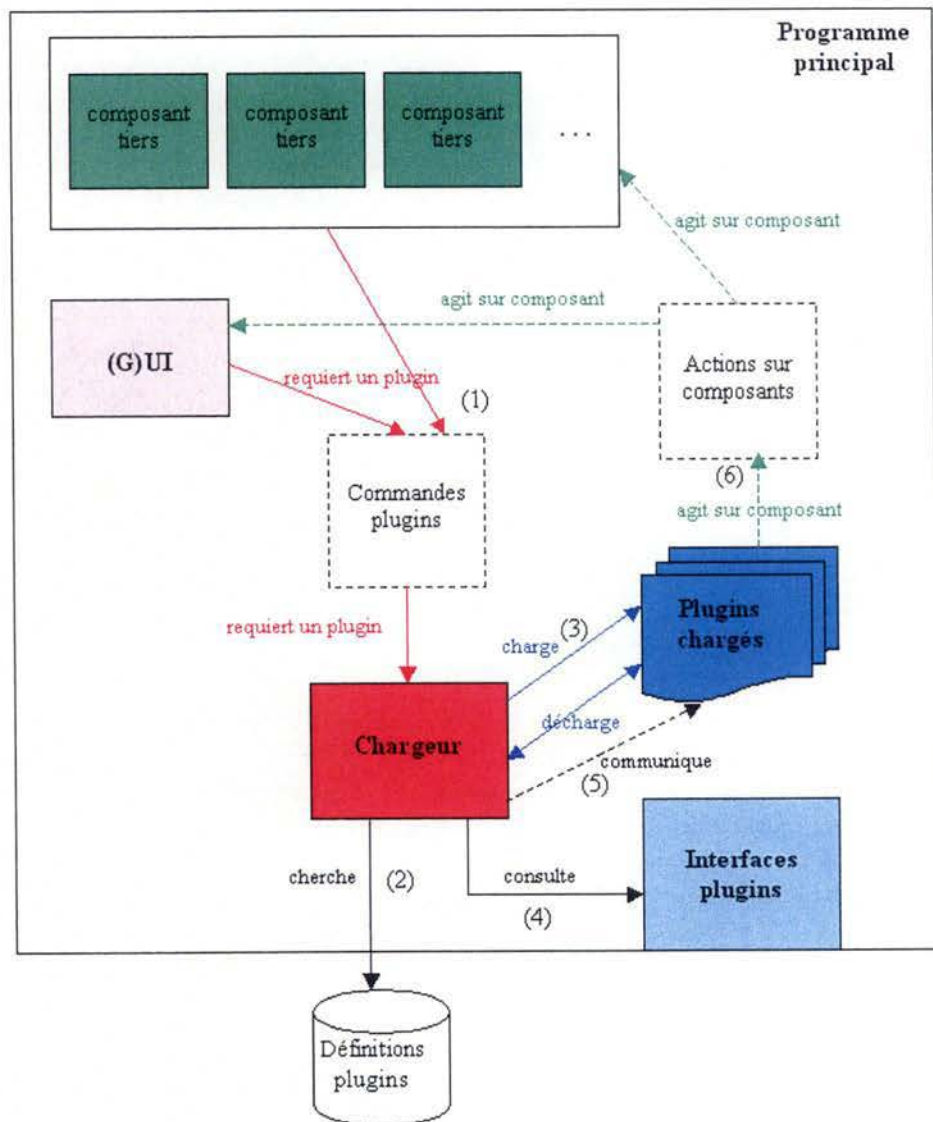 Programme
principal
composant
tiers
composant
tiers
composant
tiers
...
agit sur composant
agit sur composant
(G)UI
requiert un plugin
(1)
Actions sur
composants
Commandes
plugins
(6)
agit sur composant
requiert un plugin
charge
(3)
Plugins
chargés
Chargeur
décharge
communique
(5)
cherche
(2)
consulte
(4)
Interfaces
plugins
Définitions
plugins